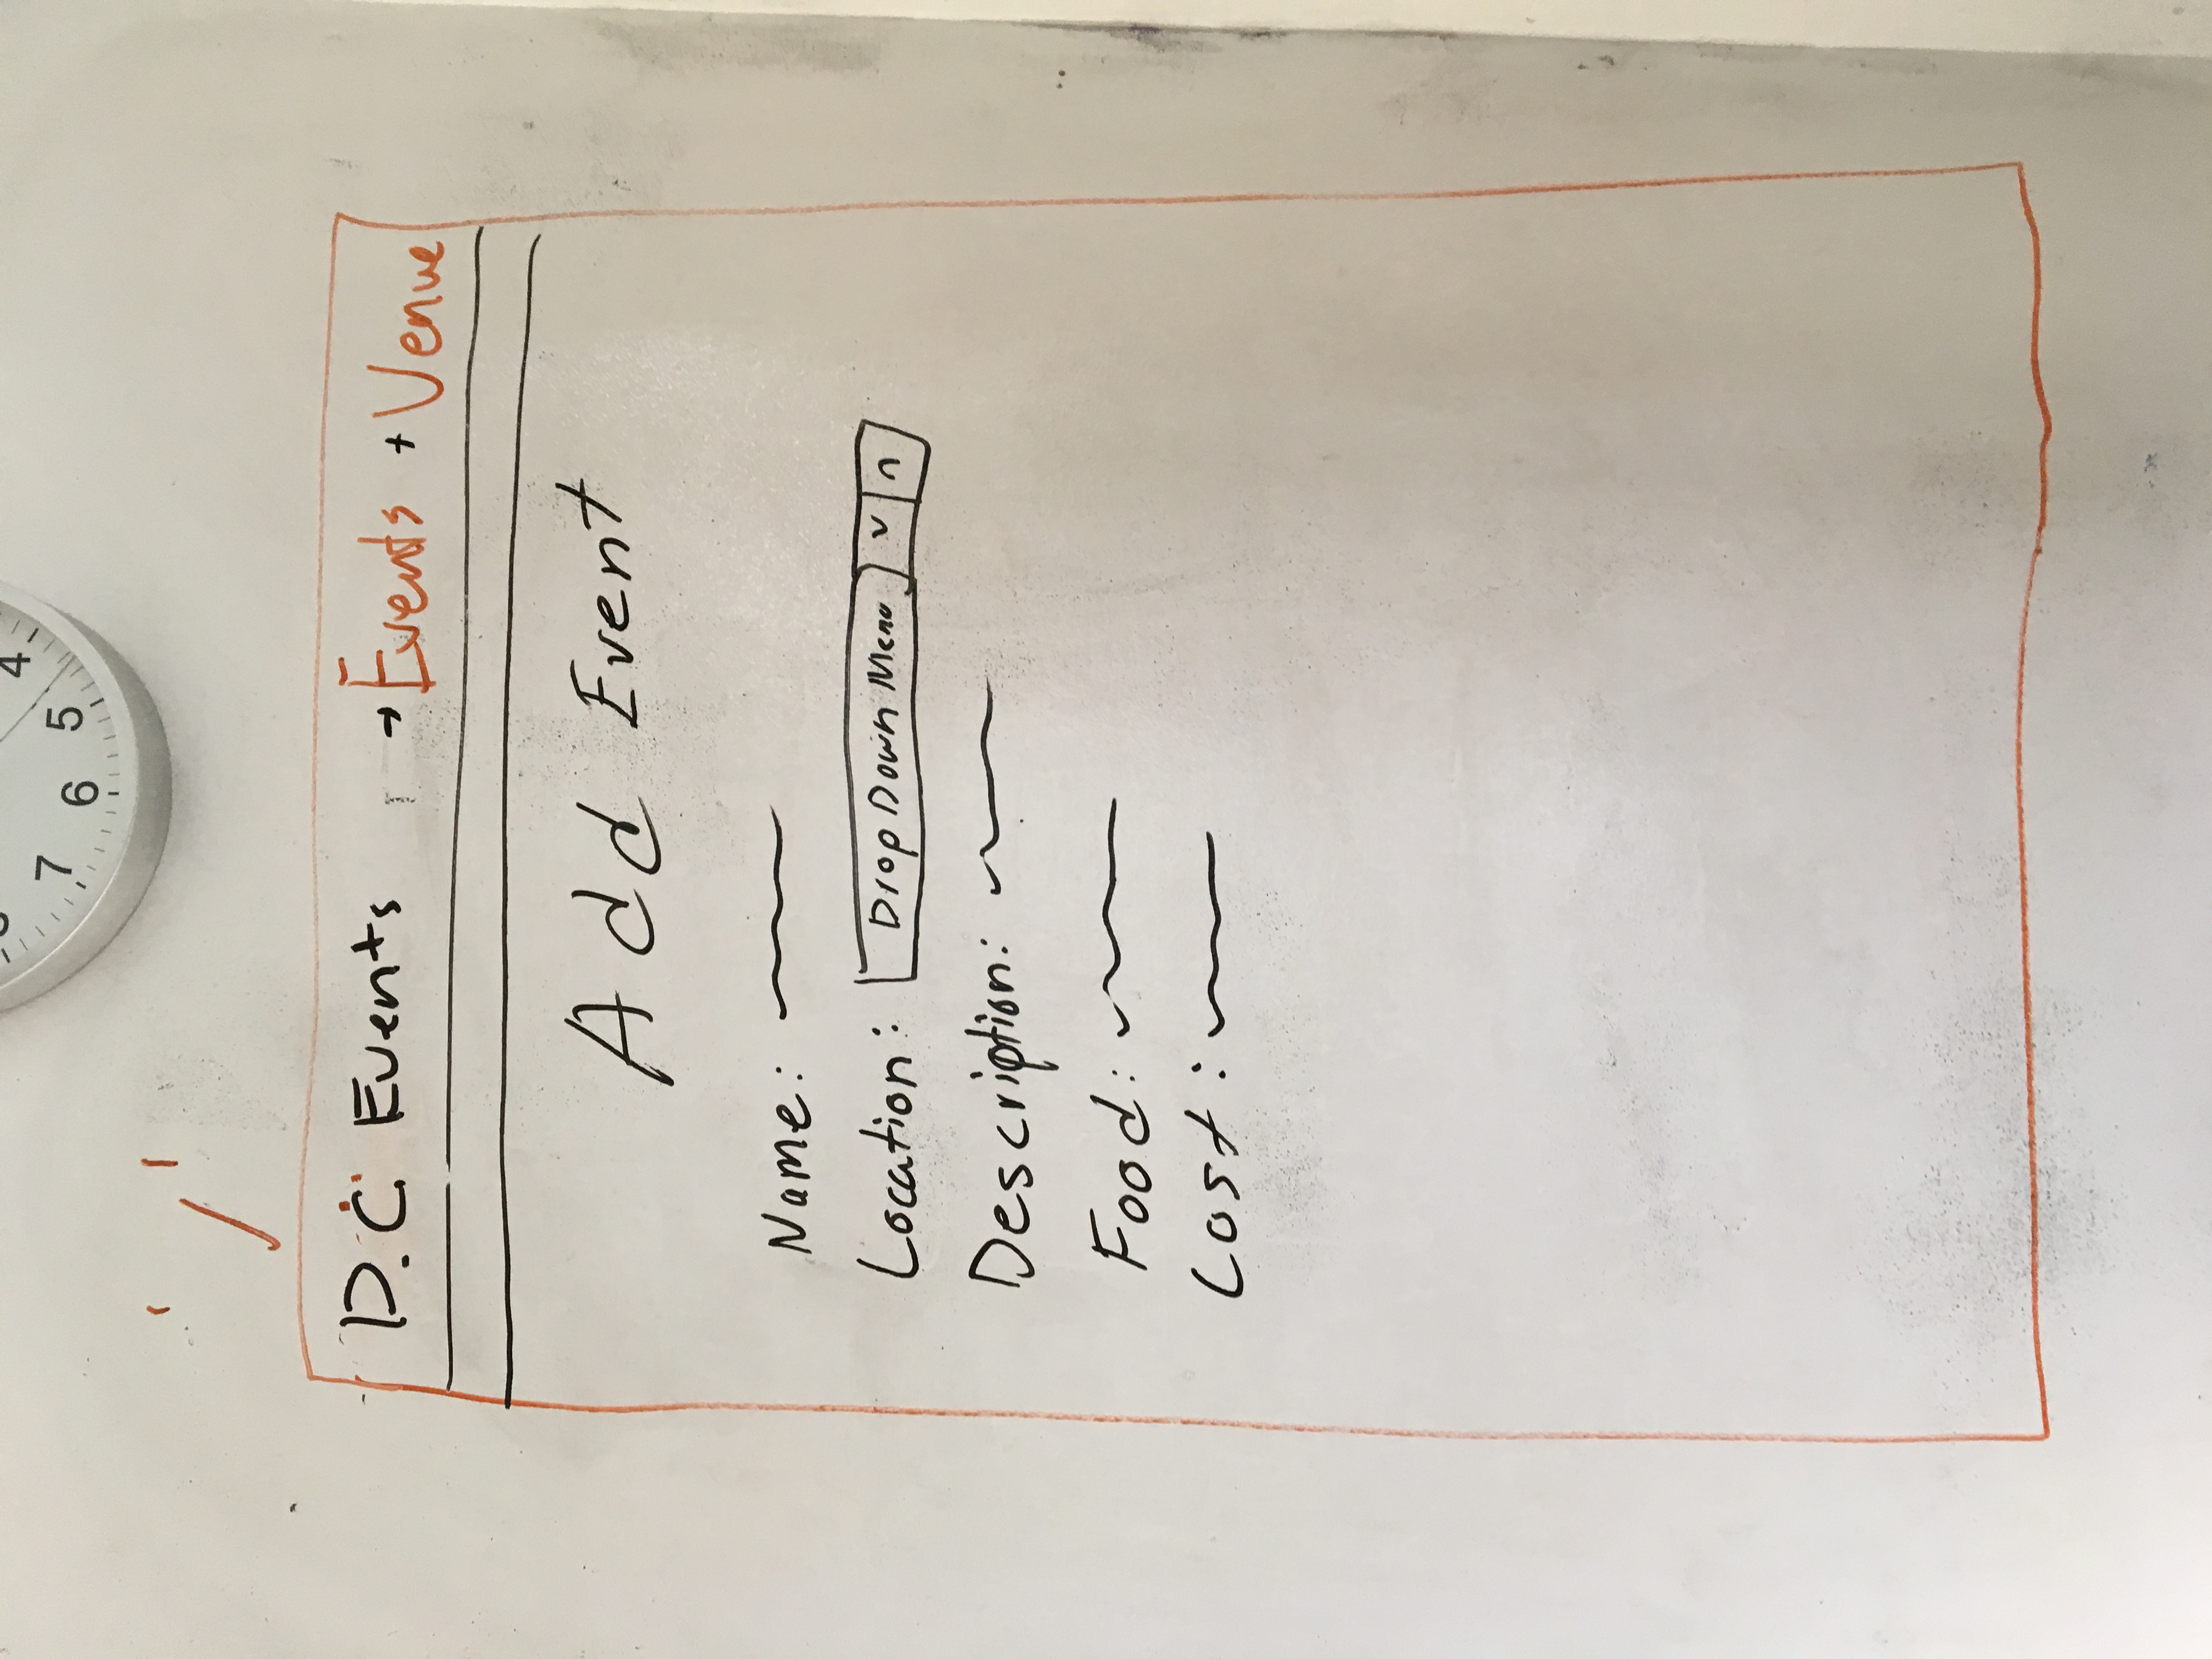 7 6 5 4
' / '
D.C Events + Events + Venue
Add Event
Name:
Location: Drop Down Menu v n
Description:
Food:
Cost: